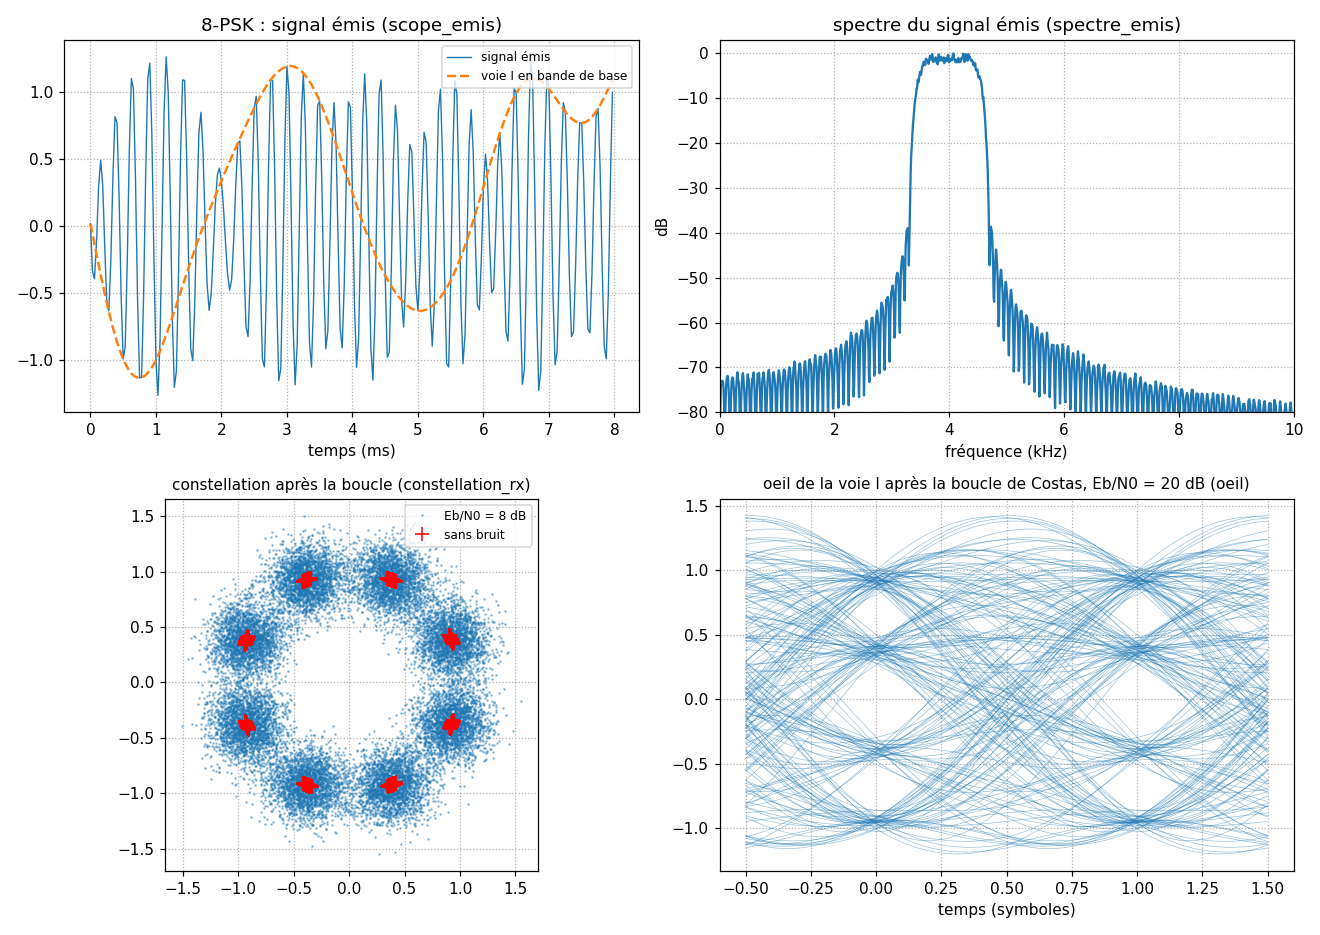 8-PSK : signal émis (scope_emis)
signal émis
voie I en bande de base
1.0
0.5
0.0
−0.5
−1.0
0 1 2 3 4 5 6 7 8
temps (ms)
spectre du signal émis (spectre_emis)
dB
0
−10
−20
−30
−40
−50
−60
−70
−80
0 2 4 6 8 10
fréquence (kHz)
constellation après la boucle (constellation_rx)
Eb/N0 = 8 dB
sans bruit
1.5
1.0
0.5
0.0
−0.5
−1.0
−1.5
−1.5 −1.0 −0.5 0.0 0.5 1.0 1.5
oeil de la voie I après la boucle de Costas, Eb/N0 = 20 dB (oeil)
1.5
1.0
0.5
0.0
−0.5
−1.0
−0.50 −0.25 0.00 0.25 0.50 0.75 1.00 1.25 1.50
temps (symboles)